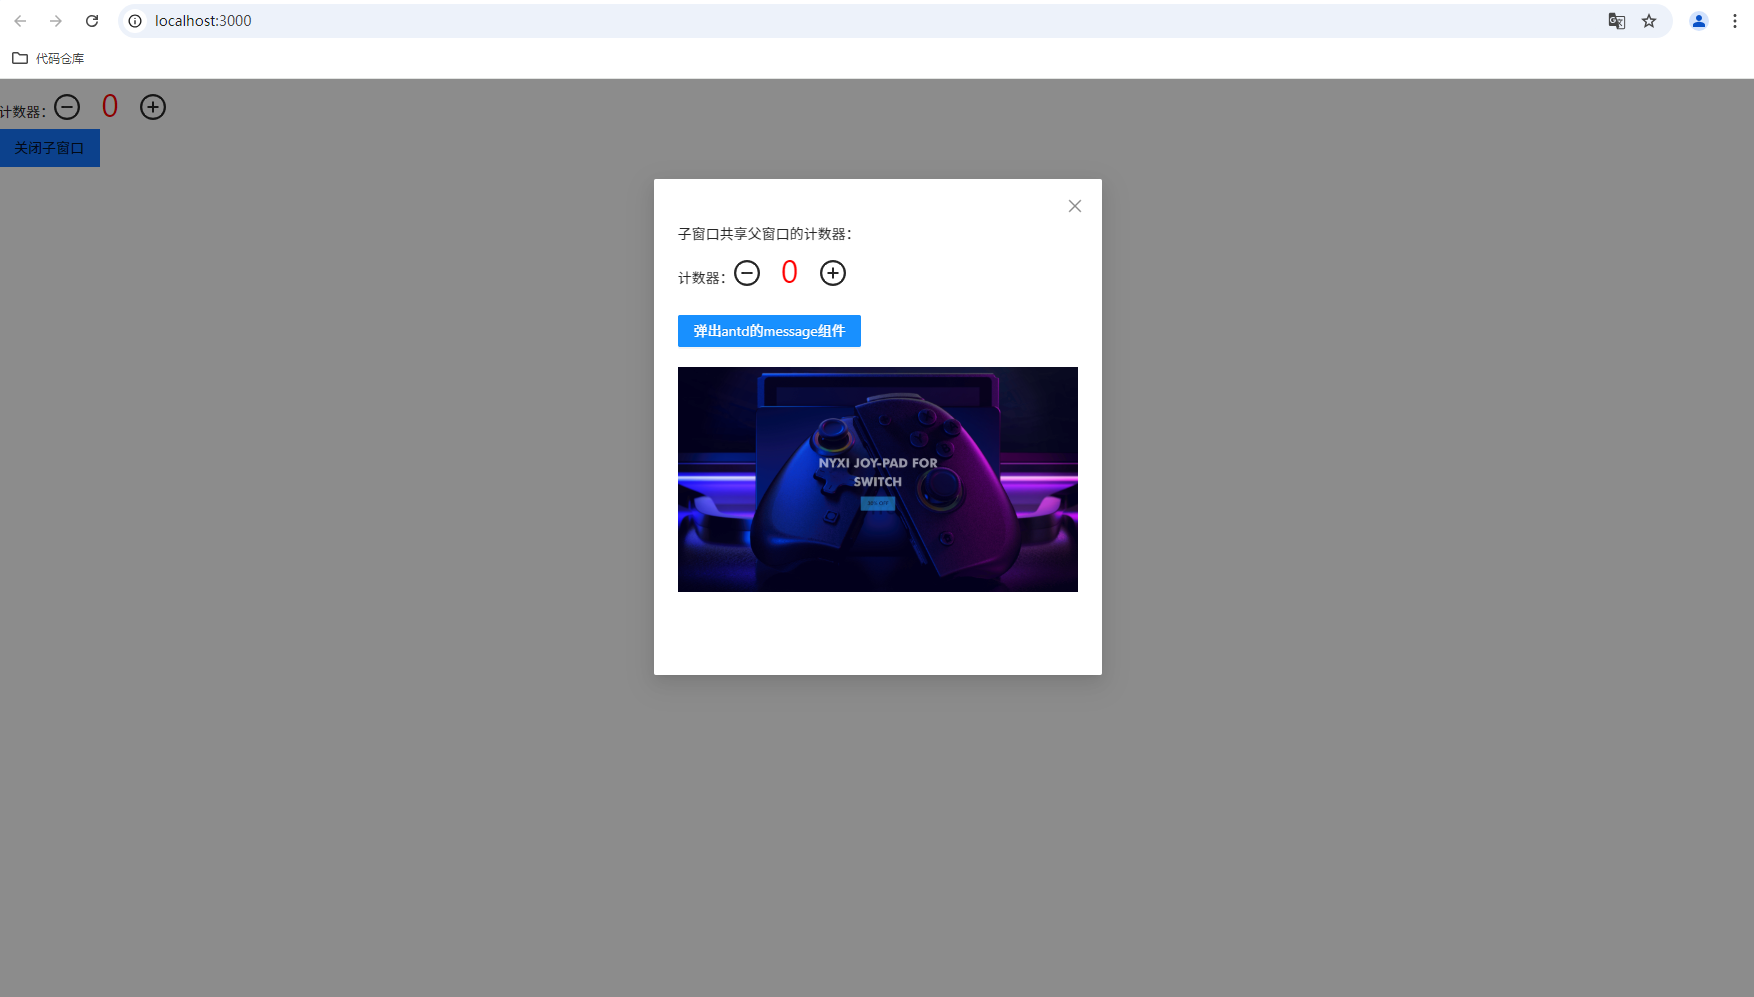 localhost:3000
代码仓库
计数器：
0
关闭子窗口
子窗口共享父窗口的计数器：
计数器：
0
弹出antd的message组件
NYXI JOY-PAD FOR
SWITCH